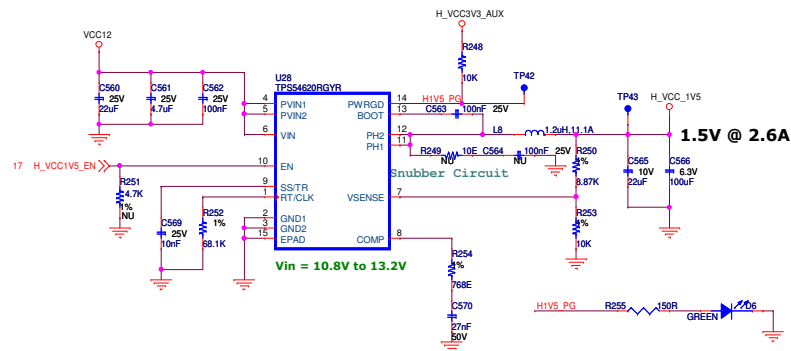 H_VCC3V3_AUX
VCC12
R248
10K
TP42
TP43
H_VCC_1V5
1.5V @ 2.6A
C560
25V
22uF
C561
25V
4.7uF
C562
25V
100nF
U28
TPS54620RGYR
4 PVIN1
5 PVIN2
6 VIN
10 EN
9 SS/TR
1 RT/CLK
2 GND1
3 GND2
15 EPAD
PWRGD 14
BOOT 13
PH2 12
PH1 11
VSENSE 7
COMP 8
H1V5_PG
C563 100nF 25V
L8 1.2uH,11.1A
R249 10E C564 100nF 25V
NU NU
Snubber Circuit
R250
1%
8.87K
C565
10V
22uF
C566
6.3V
100uF
17 H_VCC1V5_EN
R251
4.7K
1%
NU
C569
25V
10nF
R252
1%
68.1K
R253
1%
10K
Vin = 10.8V to 13.2V
R254
1%
768E
C570
27nF
50V
H1V5_PG R255 150R D6
GREEN